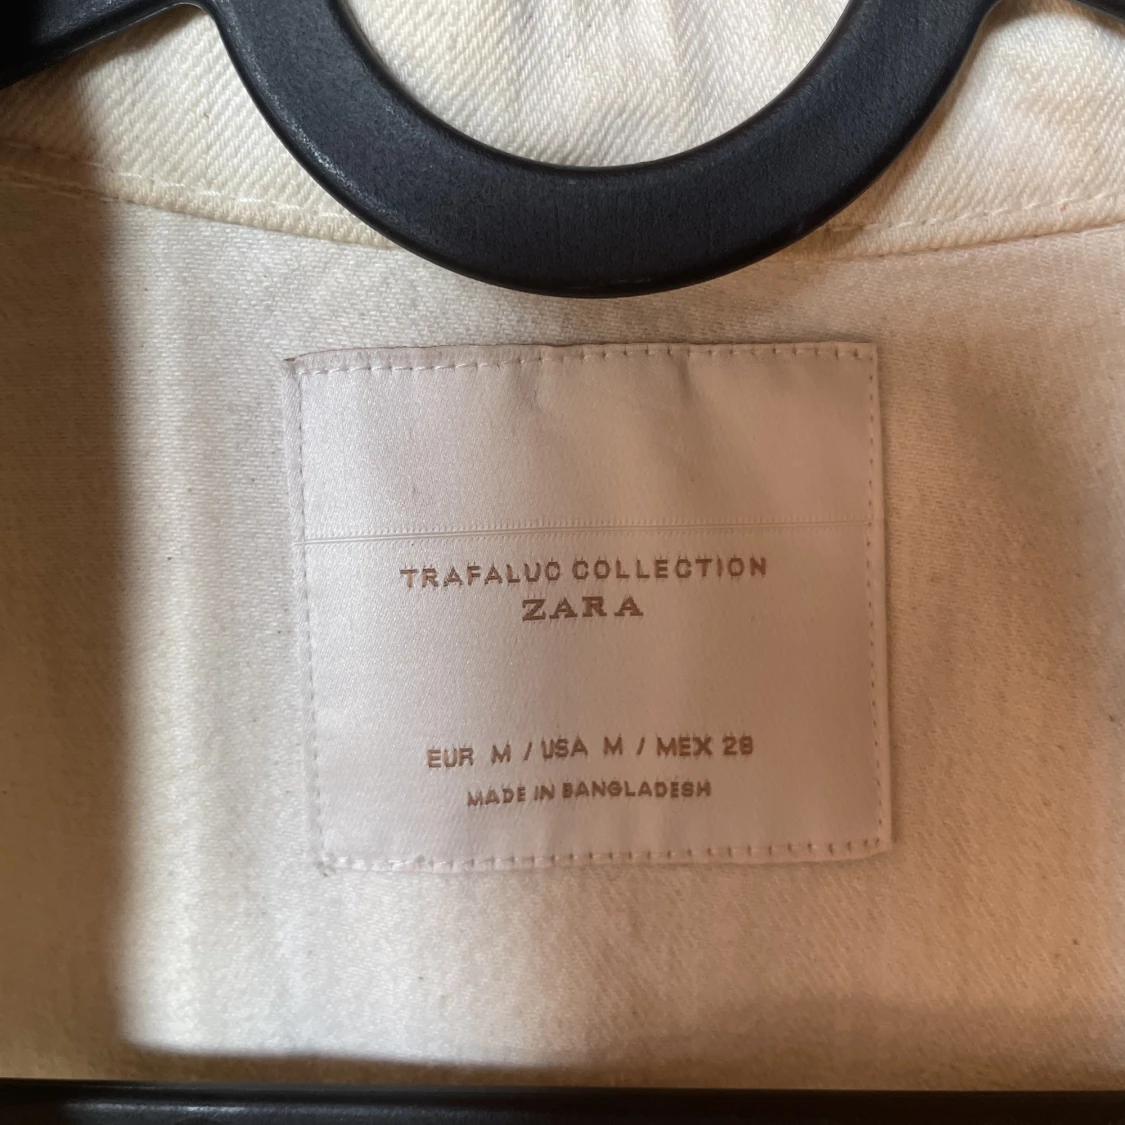 TRAFALUC COLLECTION
ZARA
EUR M / USA M / MEX 28
MADE IN BANGLADESH